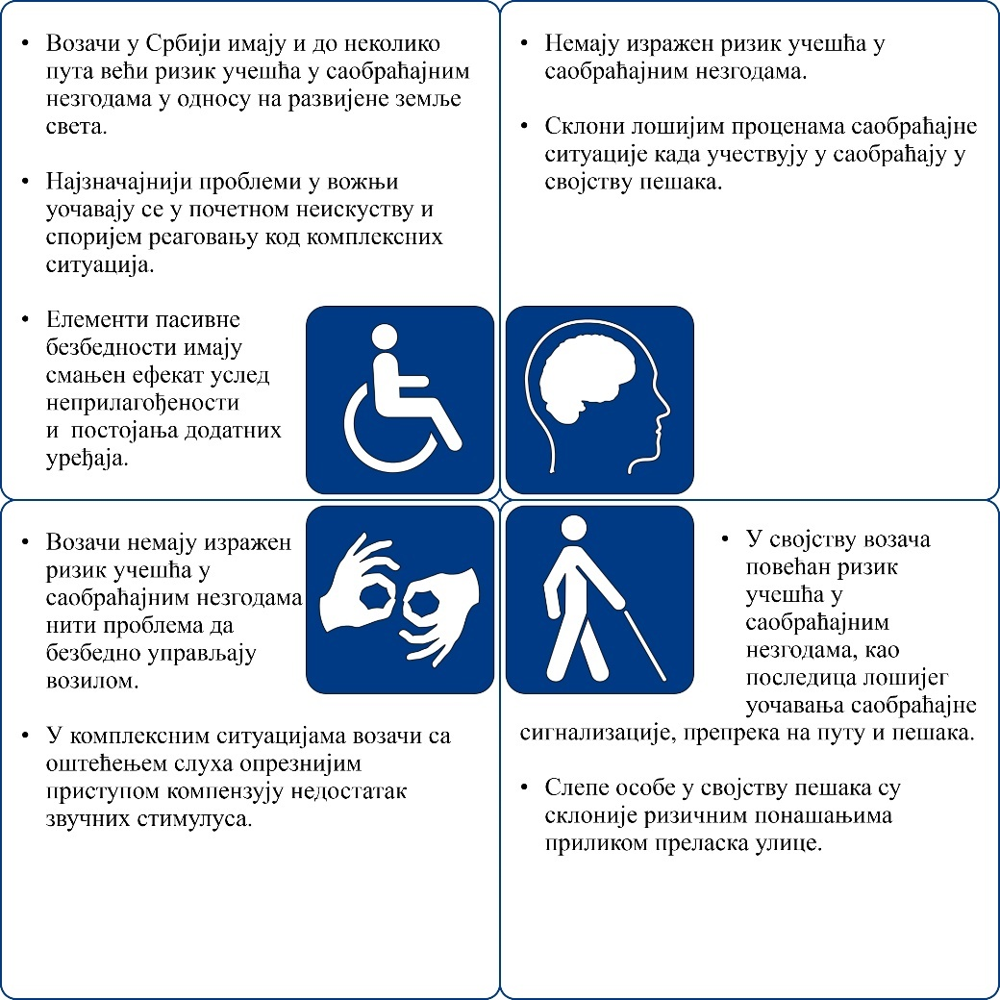 • Возачи у Србији имају и до неколико
пута већи ризик учешћа у саобраћајним
незгодама у односу на развијене земље
света.
• Најзначајнији проблеми у вожњи
уочавају се у почетном неискуству и
споријем реаговању код комплексних
ситуација.
• Елементи пасивне
безбедности имају
смањен ефекат услед
неприлагођености
и постојања додатних
уређаја.
• Немају изражен ризик учешћа у
саобраћајним незгодама.
• Склони лошијим проценама саобраћајне
ситуације када учествују у саобраћају у
својству пешака.
• Возачи немају изражен
ризик учешћа у
саобраћајним незгодама
нити проблема да
безбедно управљају
возилом.
• У комплексним ситуацијама возачи са
оштећењем слуха опрезнијим
приступом компензују недостатак
звучних стимулуса.
• У својству возача
повећан ризик
учешћа у
саобраћајним
незгодама, као
последица лошијег
уочавања саобраћајне
сигнализације, препрека на путу и пешака.
• Слепе особе у својству пешака су
склоније ризичним понашањима
приликом преласка улице.